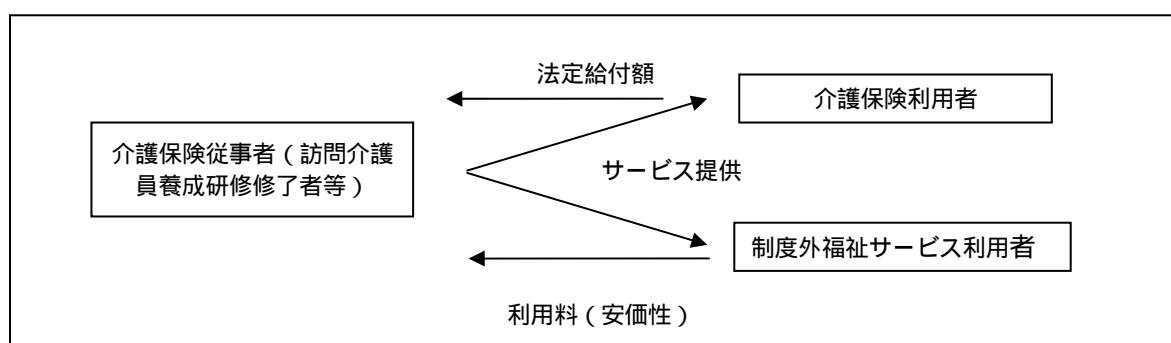 法定給付額
介護保険利用者
介護保険従事者（訪問介護
員養成研修修了者等）
サービス提供
制度外福祉サービス利用者
利用料（安価性）